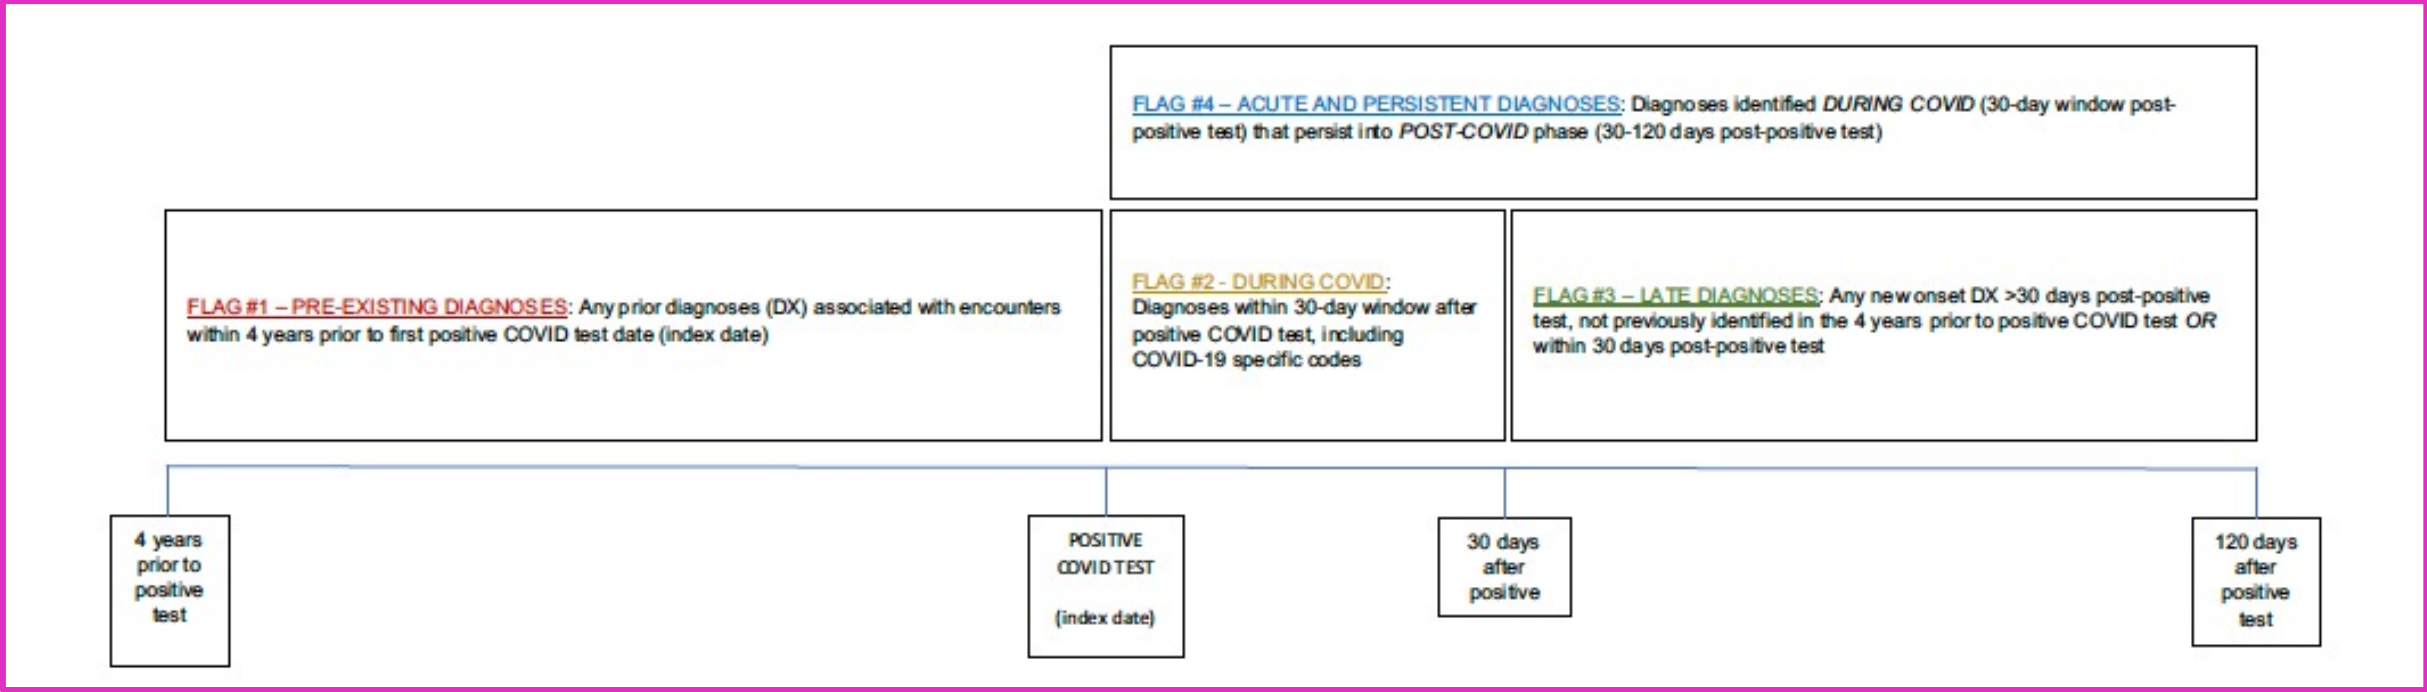 FLAG #4 – ACUTE AND PERSISTENT DIAGNOSES: Diagnoses identified DURING COVID (30-day window post-
positive test) that persist into POST-COVID phase (30-120 days post-positive test)
FLAG #1 – PRE-EXISTING DIAGNOSES: Any prior diagnoses (DX) associated with encounters
within 4 years prior to first positive COVID test date (index date)
FLAG #2 - DURING COVID:
Diagnoses within 30-day window after
positive COVID test, including
COVID-19 specific codes
FLAG #3 – LATE DIAGNOSES: Any new onset DX >30 days post-positive
test, not previously identified in the 4 years prior to positive COVID test OR
within 30 days post-positive test
4 years
prior to
positive
test
POSITIVE
COVID TEST
(index date)
30 days
after
positive
120 days
after
positive
test